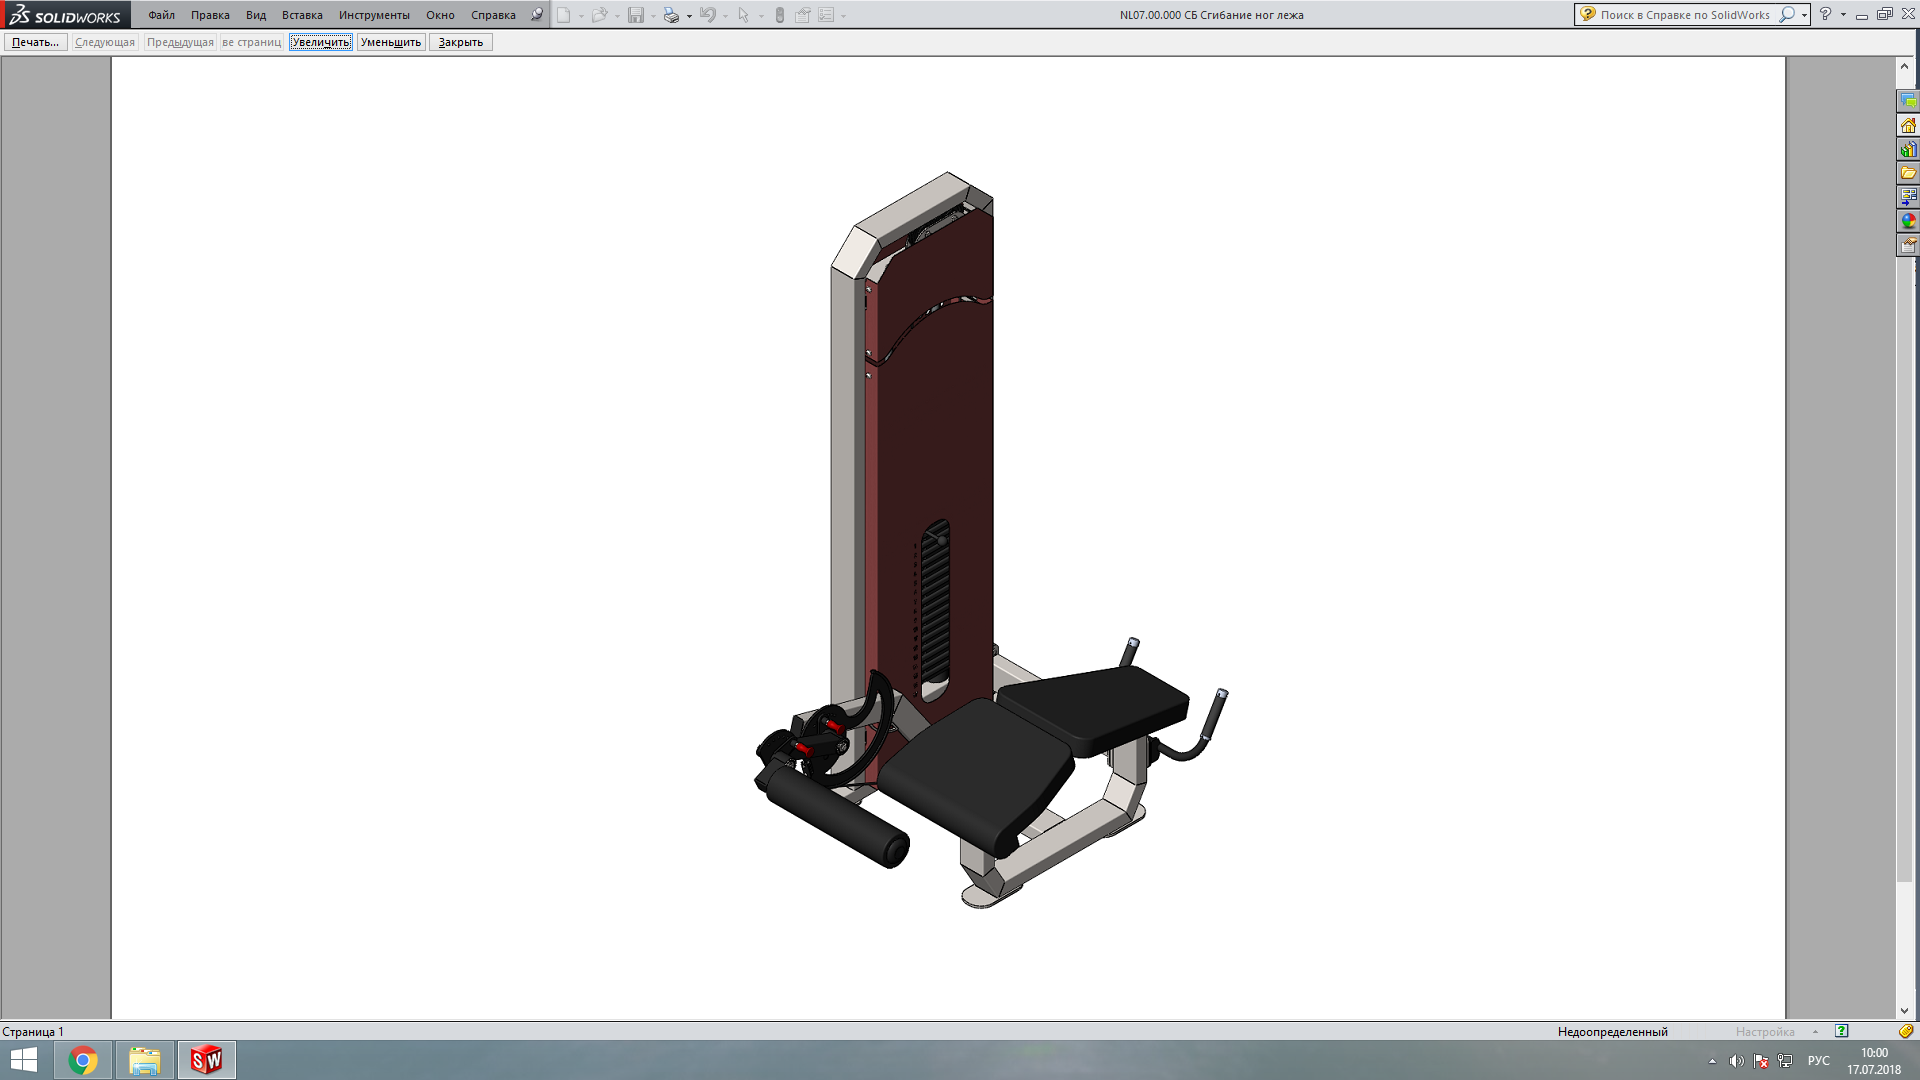 SOLIDWORKS Файл Правка Вид Вставка Инструменты Окно Справка NL07.00.000 СБ Сгибание ног лежа Поиск в Справке по SolidWorks ?
Печать... Следующая Предыдущая ве страниц Увеличить Уменьшить Закрыть
Страница 1 Недоопределенный Настройка ?
SW РУС 10:00
17.07.2018